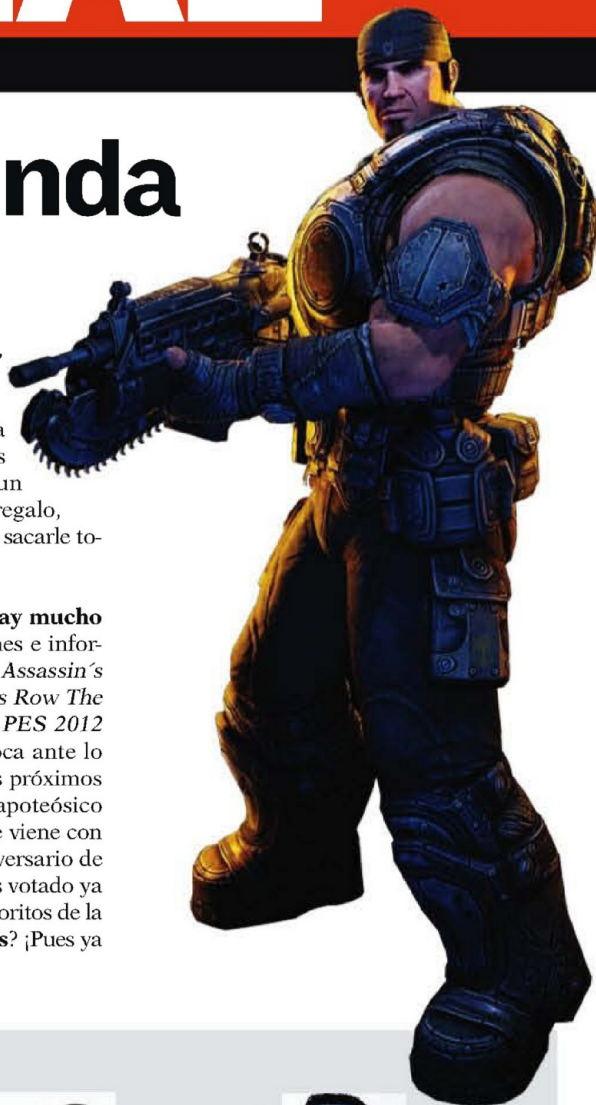 nda
a
s
un
regalo,
sacarle to-
ay mucho
nes e infor-
Assassin´s
s Row The
PES 2012
oca ante lo
s próximos
apoteósico
e viene con
versario de
s votado ya
oritos de la
s? ¡Pues ya